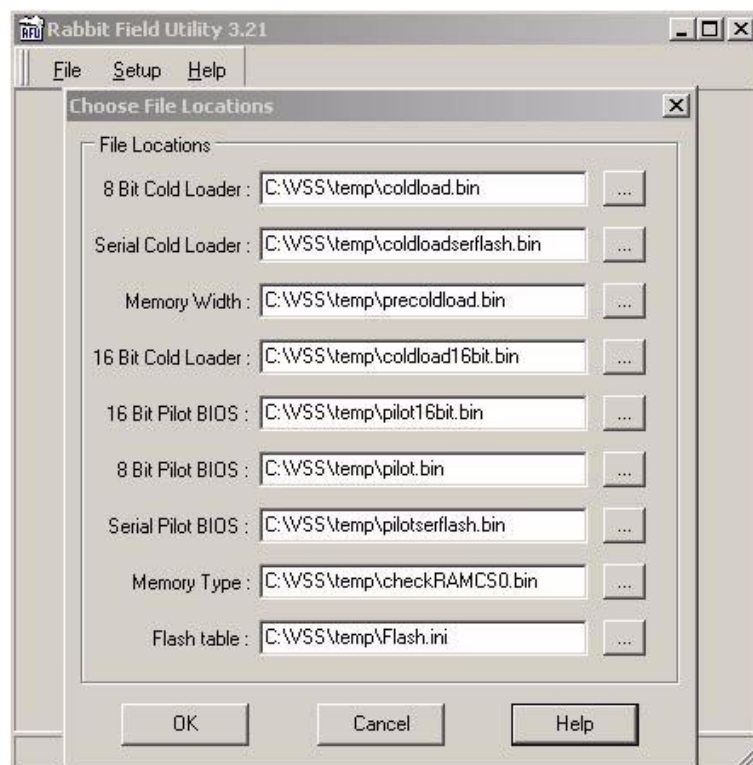 RFU Rabbit Field Utility 3.21
File Setup Help
Choose File Locations
File Locations
8 Bit Cold Loader : C:\VSS\temp\coldload.bin ...
Serial Cold Loader : C:\VSS\temp\coldloadserflash.bin ...
Memory Width : C:\VSS\temp\precoldload.bin ...
16 Bit Cold Loader : C:\VSS\temp\coldload16bit.bin ...
16 Bit Pilot BIOS : C:\VSS\temp\pilot16bit.bin ...
8 Bit Pilot BIOS : C:\VSS\temp\pilot.bin ...
Serial Pilot BIOS : C:\VSS\temp\pilotserflash.bin ...
Memory Type : C:\VSS\temp\checkRAMCS0.bin ...
Flash table : C:\VSS\temp\Flash.ini ...
OK Cancel Help